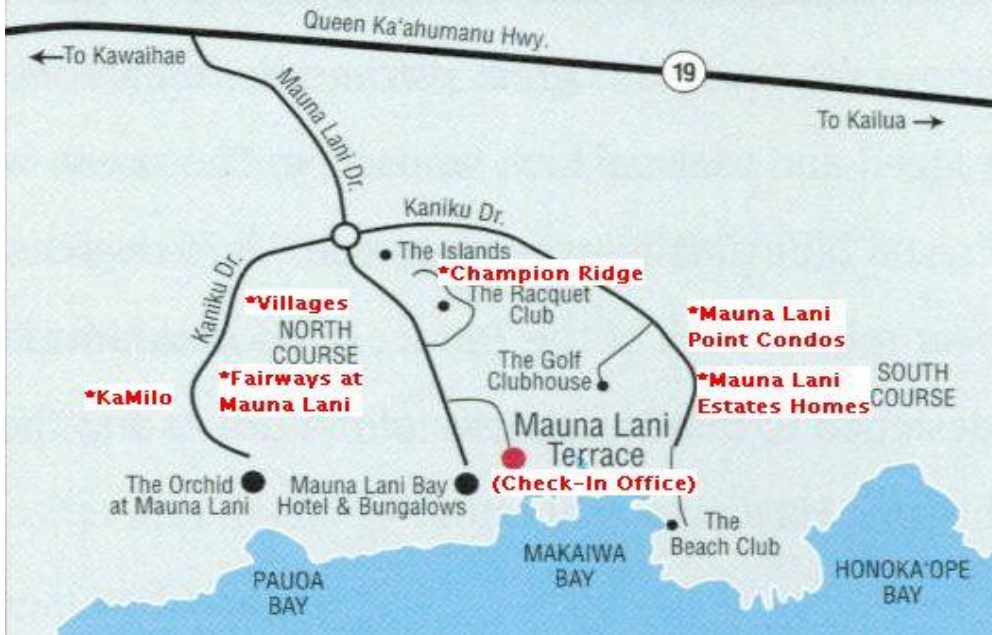 Queen Ka'ahumanu Hwy.
To Kawaihae
19
To Kailua
Mauna Lani Dr.
Kaniku Dr.
The Islands
*Champion Ridge
The Racquet
Club
Kaniku Dr.
*Villages
NORTH
COURSE
*Mauna Lani
Point Condos
The Golf
Clubhouse
*KaMilo
*Fairways at
Mauna Lani
*Mauna Lani
Estates Homes
SOUTH
COURSE
Mauna Lani
Terrace
(Check-In Office)
The Orchid
at Mauna Lani
Mauna Lani Bay
Hotel & Bungalows
The
Beach Club
PAUOA
BAY
MAKAIWA
BAY
HONOKA'OPE
BAY